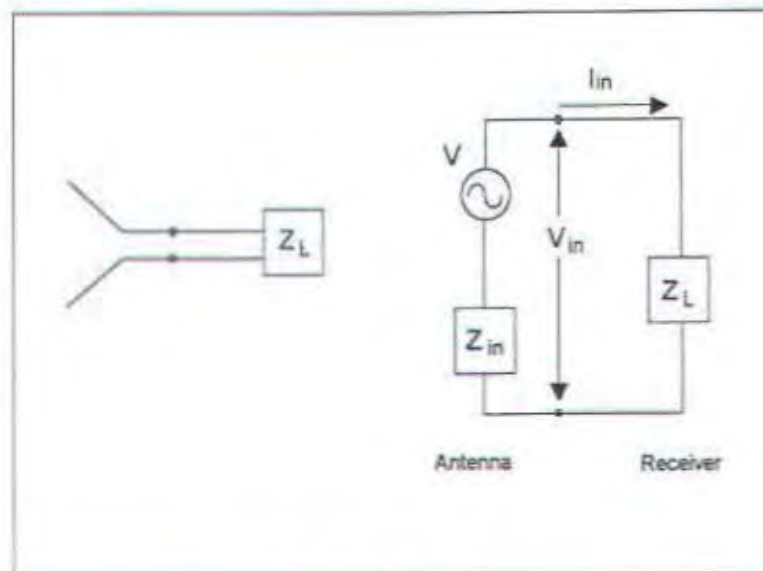 Z_L
I_in
V
V_in
Z_in
Z_L
Antenna
Receiver